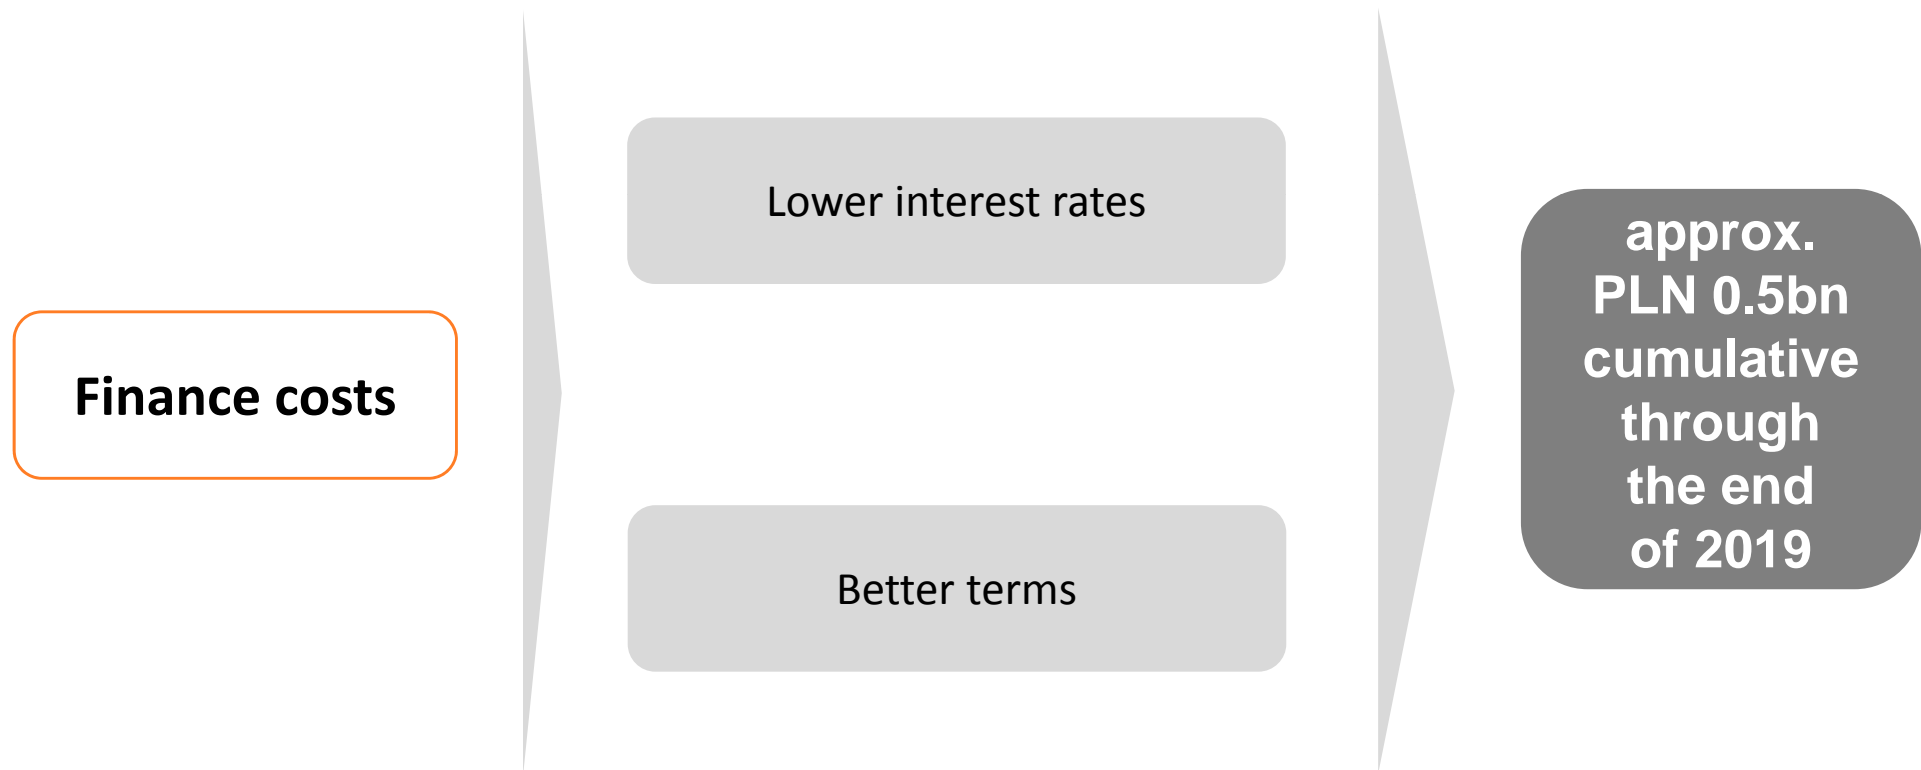 Finance costs
Lower interest rates
Better terms
approx.
PLN 0.5bn
cumulative
through
the end
of 2019